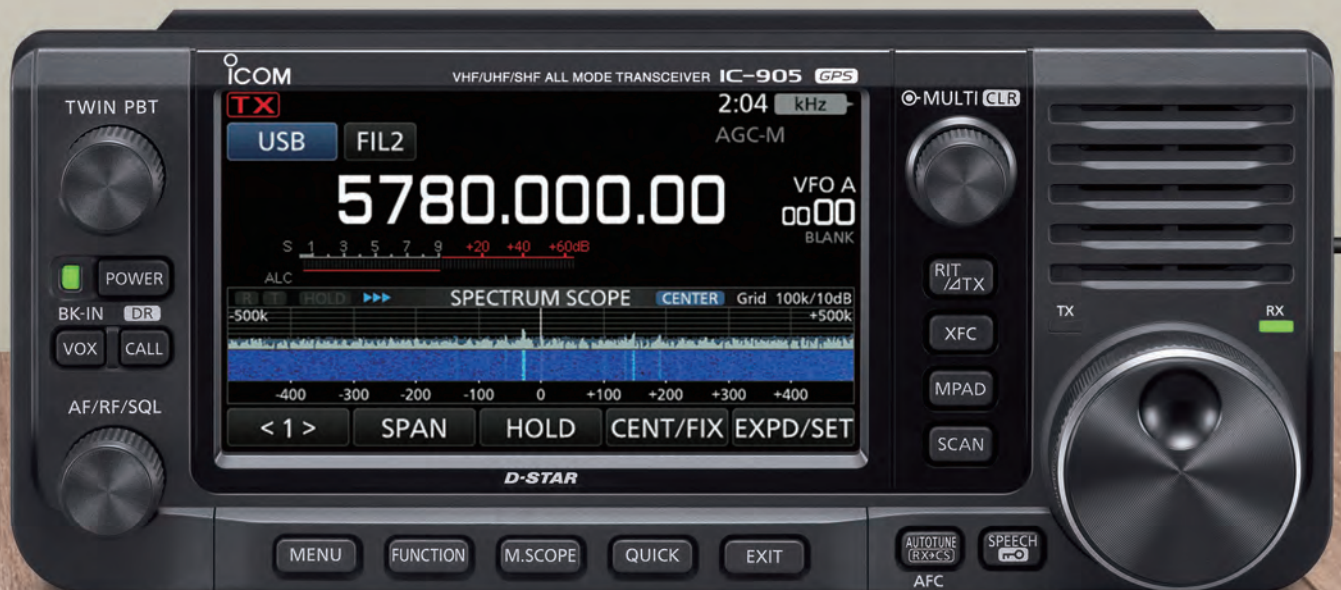 ICOM
VHF/UHF/SHF ALL MODE TRANSCEIVER IC-905 GPS
TWIN PBT
TX
2:04 kHz
USB FIL2
AGC-M
5780.000.00
VFO A
0000
BLANK
S 1 3 5 7 9 +20 +40 +60dB
ALC
R T HOLD SPECTRUM SCOPE CENTER Grid 100k/10dB
-500k +500k
-400 -300 -200 -100 0 +100 +200 +300 +400
< 1 > SPAN HOLD CENT/FIX EXPD/SET
D-STAR
POWER
BK-IN DR
VOX CALL
AF/RF/SQL
MULTI CLR
RIT
/⊿TX
XFC
MPAD
SCAN
TX RX
MENU FUNCTION M.SCOPE QUICK EXIT
AUTOTUNE
RX→CS
AFC
SPEECH